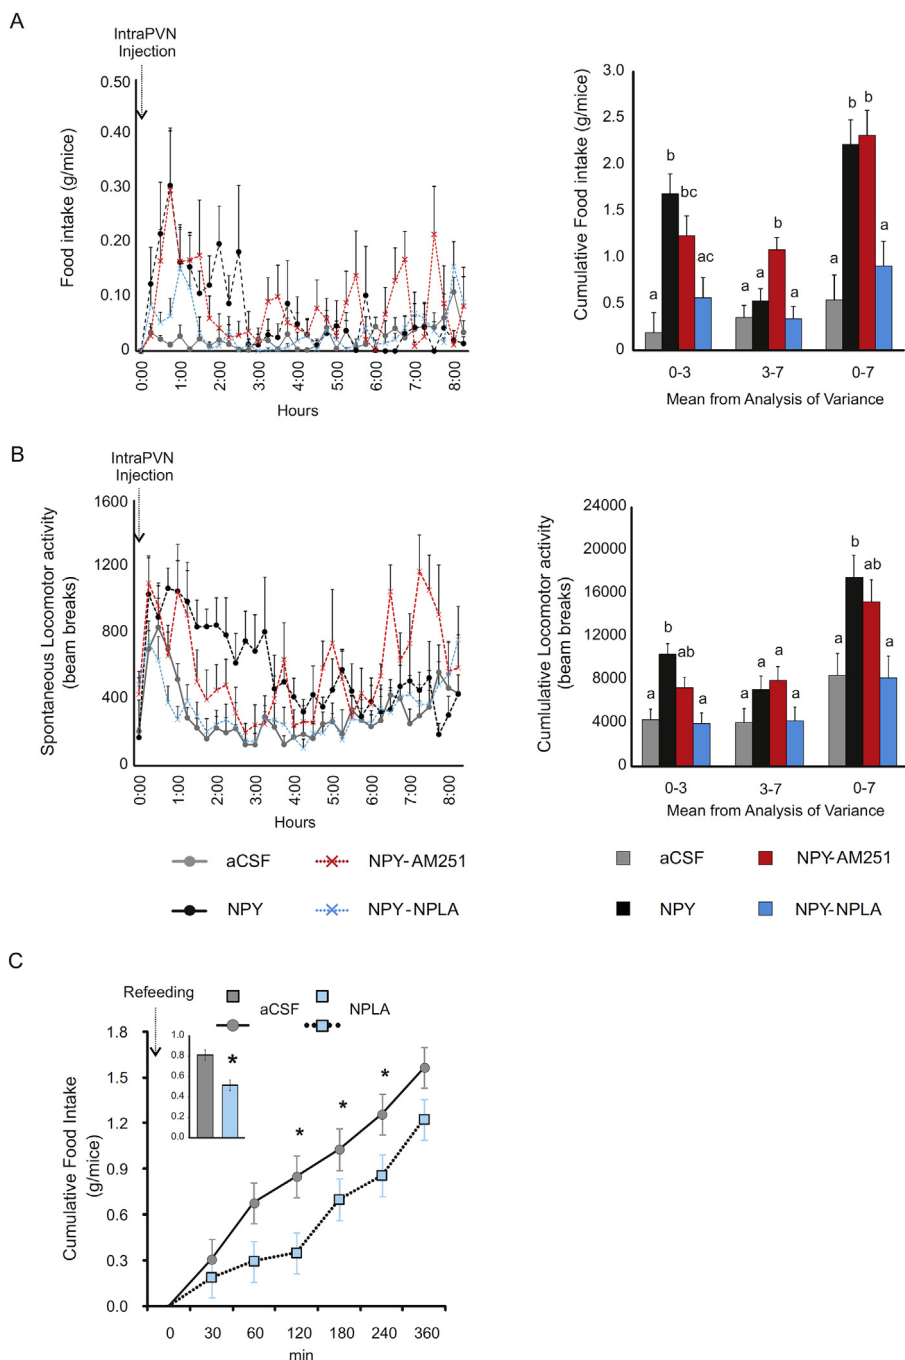 A
IntraPVN
Injection
Food intake (g/mice)
0.50
0.40
0.30
0.20
0.10
0
0:00
1:00
2:00
3:00
4:00
5:00
6:00
7:00
8:00
Hours
Cumulative Food intake (g/mice)
3.0
2.5
2.0
1.5
1.0
0.5
0
a
b
bc
ac
a
a
b
a
a
b
b
a
0-3
3-7
0-7
Mean from Analysis of Variance
B
IntraPVN
Injection
Spontaneous Locomotor activity
(beam breaks)
1600
1200
800
400
0
0:00
1:00
2:00
3:00
4:00
5:00
6:00
7:00
8:00
Hours
aCSF
NPY-AM251
NPY
NPY-NPLA
Cumlulative Locomotor activity
(beam breaks)
24000
20000
16000
12000
8000
4000
0
a
b
ab
a
a
a
a
a
a
b
ab
a
0-3
3-7
0-7
Mean from Analysis of Variance
aCSF
NPY-AM251
NPY
NPY-NPLA
C
Refeeding
aCSF
NPLA
Cumulative Food Intake
(g/mice)
1.8
1.5
1.2
0.9
0.6
0.3
0.0
1.0
0.8
0.6
0.4
0.2
0.0
*
*
*
*
0
30
60
120
180
240
360
min